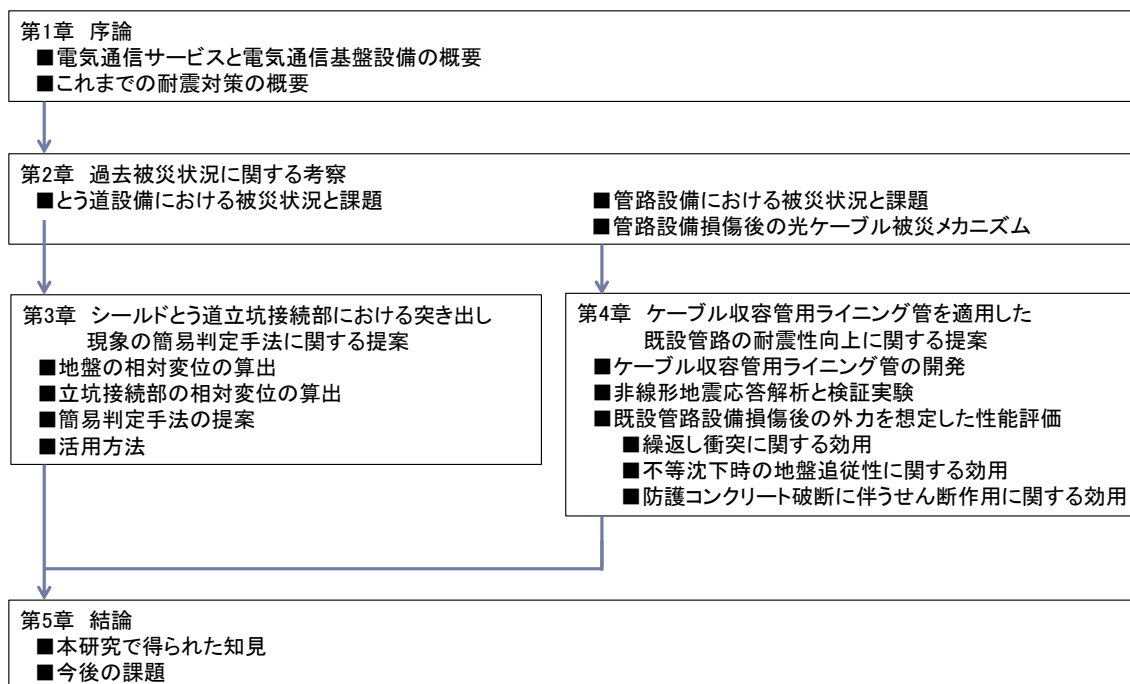 第1章 序論
■電気通信サービスと電気通信基盤設備の概要
■これまでの耐震対策の概要
第2章 過去被災状況に関する考察
■とう道設備における被災状況と課題
■管路設備における被災状況と課題
■管路設備損傷後の光ケーブル被災メカニズム
第3章 シールドとう道立坑接続部における突き出し
現象の簡易判定手法に関する提案
■地盤の相対変位の算出
■立坑接続部の相対変位の算出
■簡易判定手法の提案
■活用方法
第4章 ケーブル収容管用ライニング管を適用した
既設管路の耐震性向上に関する提案
■ケーブル収容管用ライニング管の開発
■非線形地震応答解析と検証実験
■既設管路設備損傷後の外力を想定した性能評価
■繰返し衝突に関する効用
■不等沈下時の地盤追従性に関する効用
■防護コンクリート破断に伴うせん断作用に関する効用
第5章 結論
■本研究で得られた知見
■今後の課題